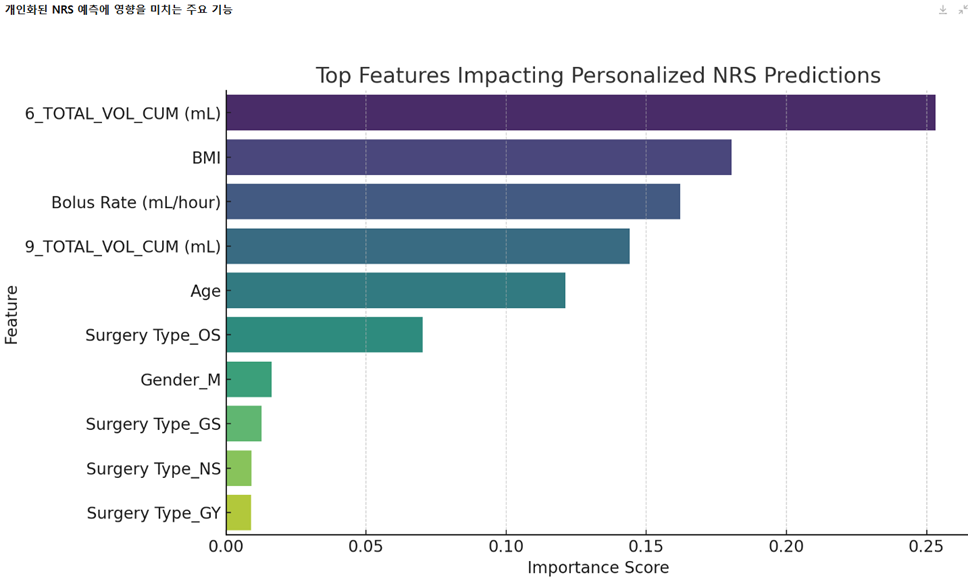 개인화된 NRS 예측에 영향을 미치는 주요 기능
Top Features Impacting Personalized NRS Predictions
6_TOTAL_VOL_CUM (mL)
BMI
Bolus Rate (mL/hour)
9_TOTAL_VOL_CUM (mL)
Age
Surgery Type_OS
Gender_M
Surgery Type_GS
Surgery Type_NS
Surgery Type_GY
Feature
0.00 0.05 0.10 0.15 0.20 0.25
Importance Score